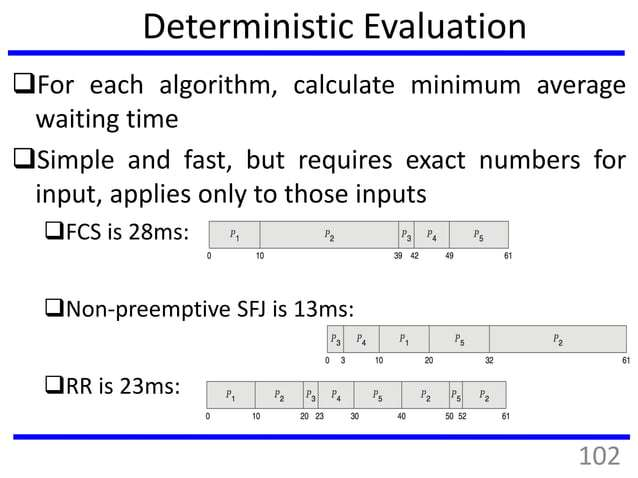 Deterministic Evaluation
❑For each algorithm, calculate minimum average
waiting time
❑Simple and fast, but requires exact numbers for
input, applies only to those inputs
❑FCS is 28ms:
P1 P2 P3 P4 P5
0 10 39 42 49 61
❑Non-preemptive SFJ is 13ms:
P3 P4 P1 P5 P2
0 3 10 20 32 61
❑RR is 23ms:
P1 P2 P3 P4 P5 P2 P5 P2
0 10 20 23 30 40 50 52 61
102